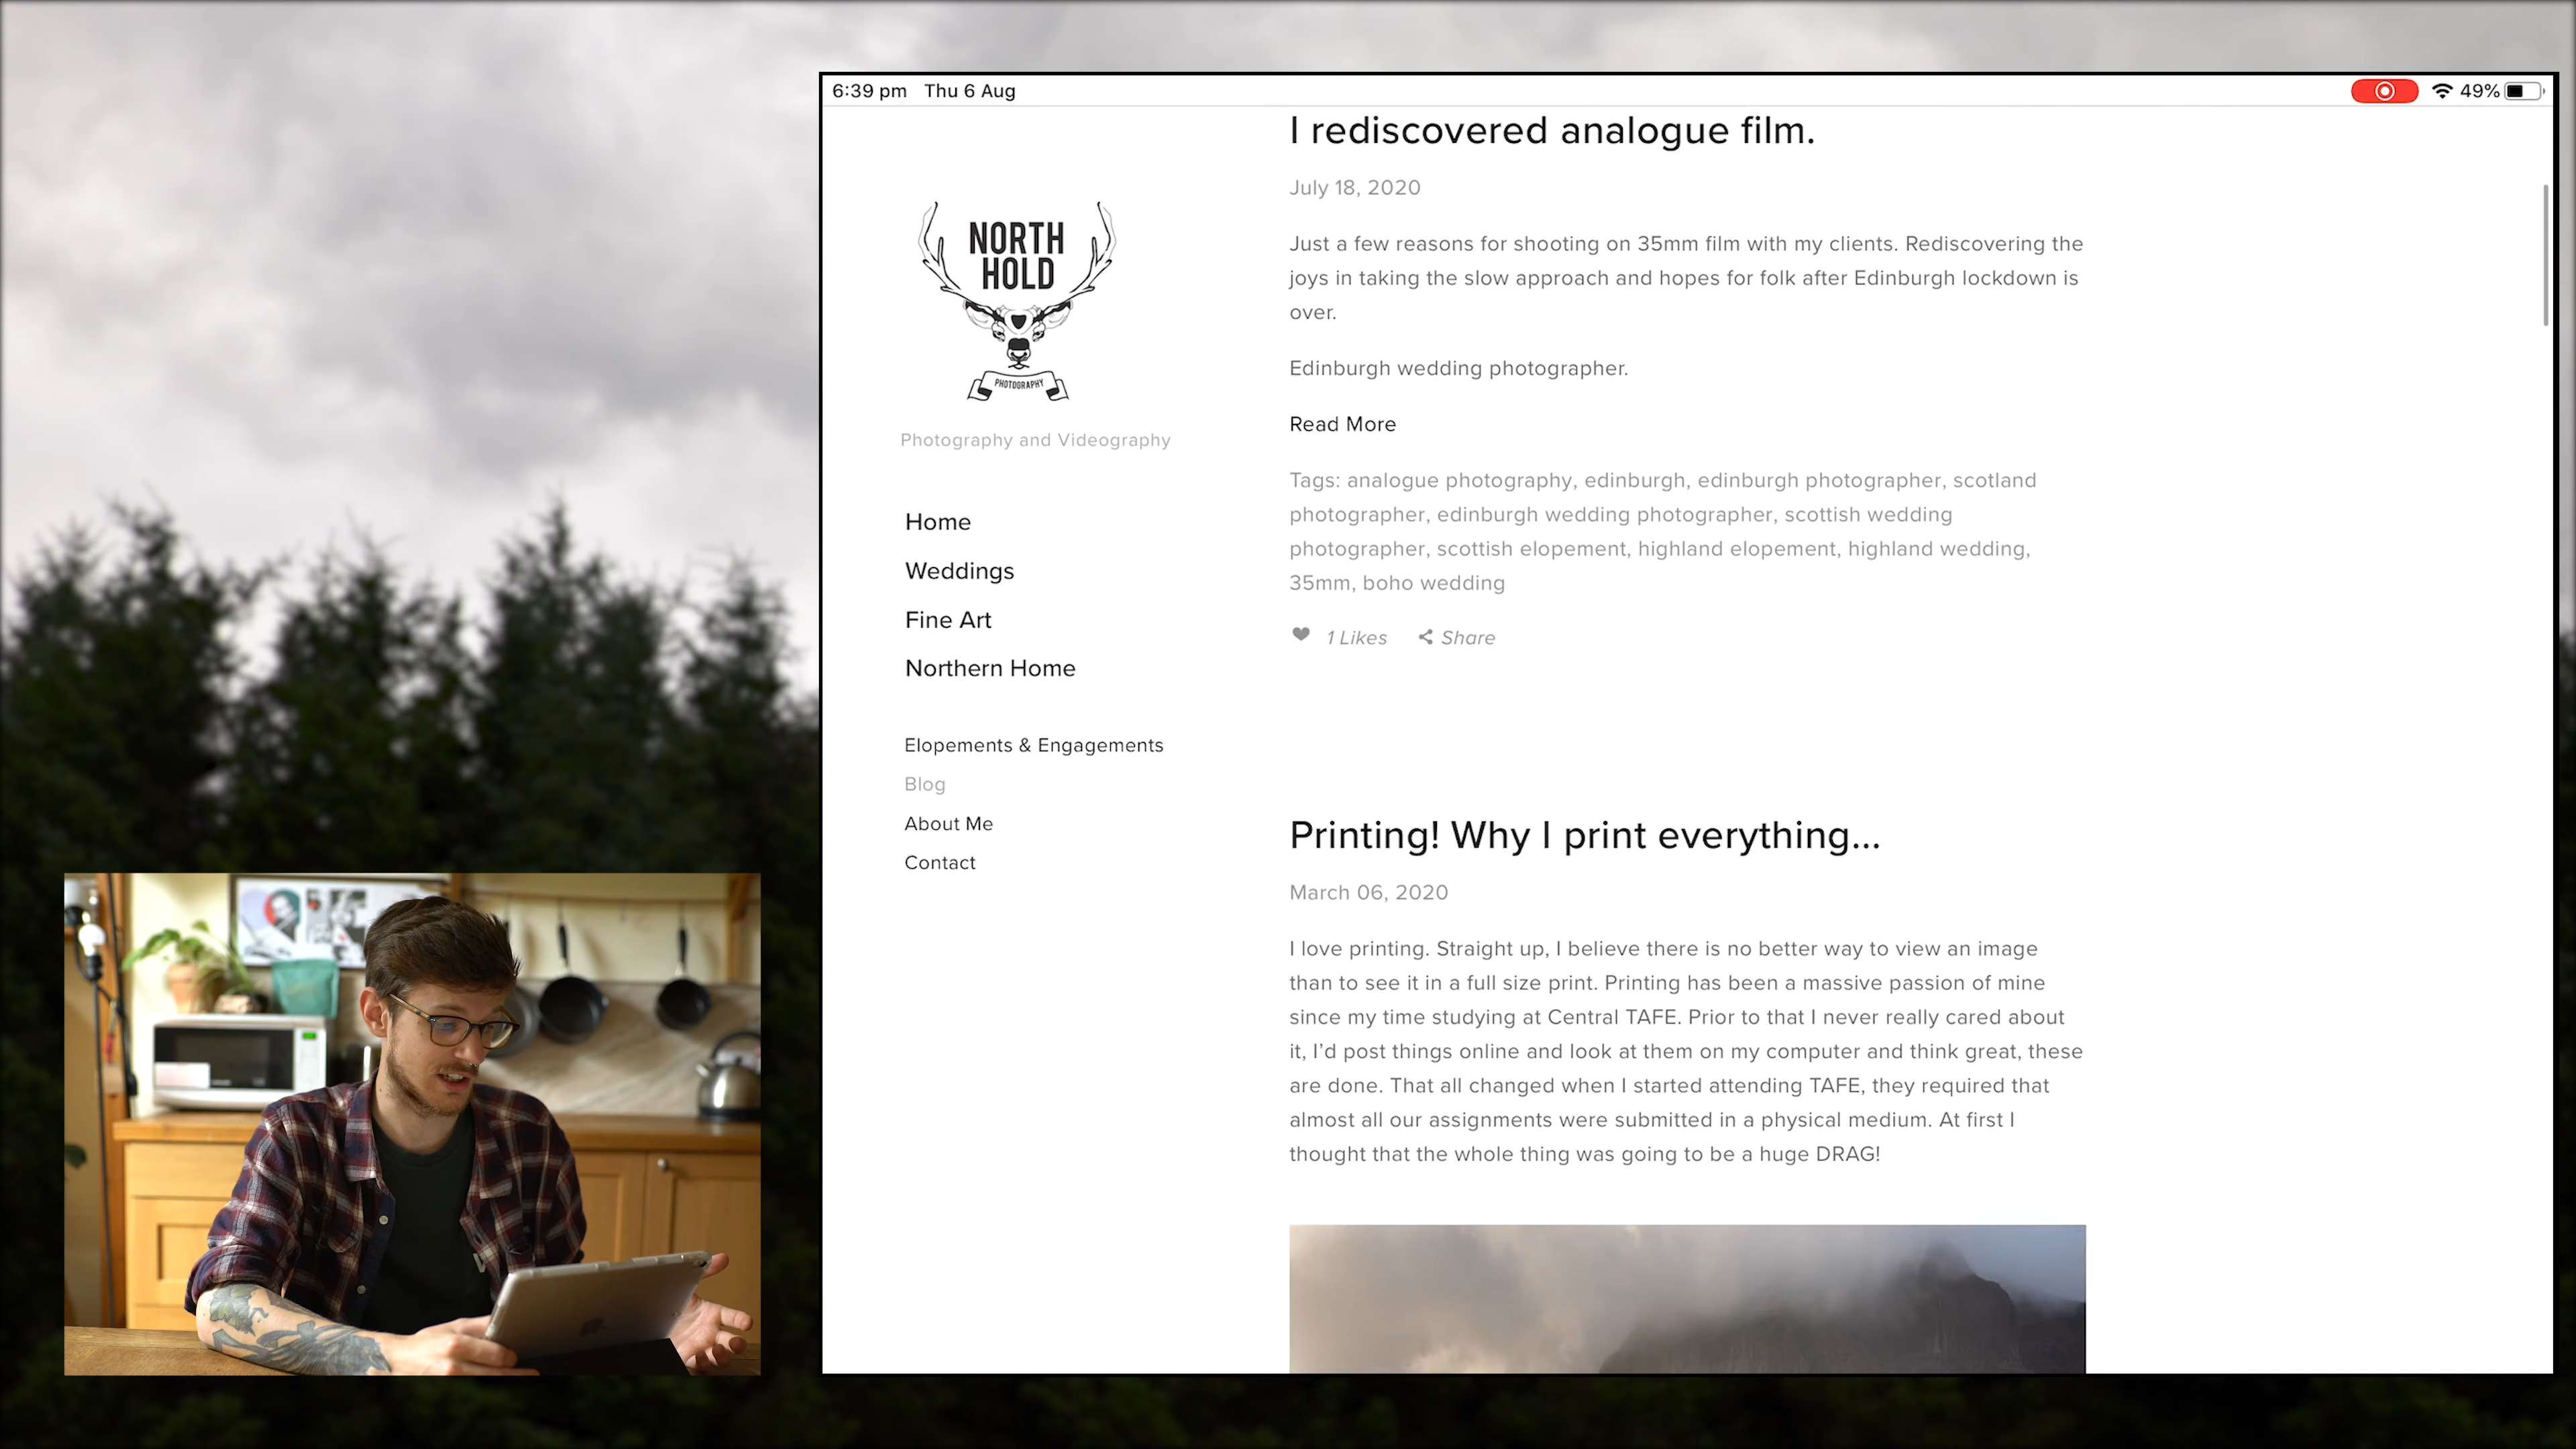 6:39 pm Thu 6 Aug
49%
NORTH
HOLD
PHOTOGRAPHY
Photography and Videography
Home
Weddings
Fine Art
Northern Home
Elopements & Engagements
Blog
About Me
Contact
I rediscovered analogue film.
July 18, 2020
Just a few reasons for shooting on 35mm film with my clients. Rediscovering the
joys in taking the slow approach and hopes for folk after Edinburgh lockdown is
over.
Edinburgh wedding photographer.
Read More
Tags: analogue photography, edinburgh, edinburgh photographer, scotland
photographer, edinburgh wedding photographer, scottish wedding
photographer, scottish elopement, highland elopement, highland wedding,
35mm, boho wedding
1 Likes Share
Printing! Why I print everything...
March 06, 2020
I love printing. Straight up, I believe there is no better way to view an image
than to see it in a full size print. Printing has been a massive passion of mine
since my time studying at Central TAFE. Prior to that I never really cared about
it, I'd post things online and look at them on my computer and think great, these
are done. That all changed when I started attending TAFE, they required that
almost all our assignments were submitted in a physical medium. At first I
thought that the whole thing was going to be a huge DRAG!